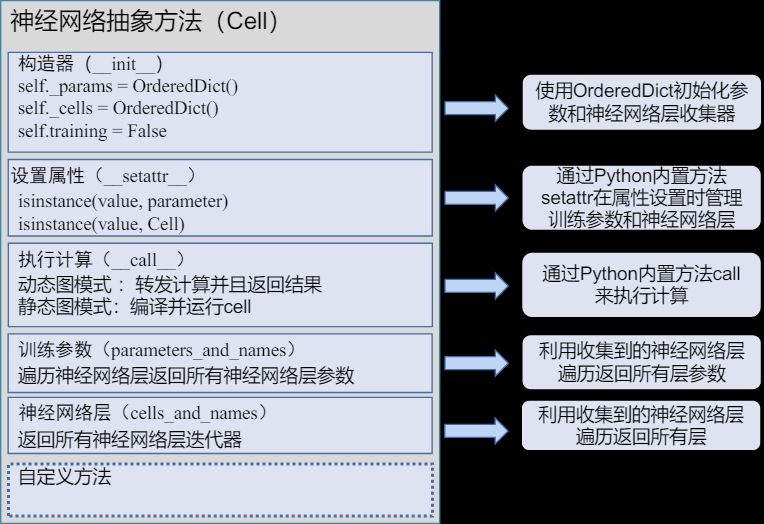 神经网络抽象方法（Cell）
构造器（__init__）
self._params = OrderedDict()
self._cells = OrderedDict()
self.training = False
使用OrderedDict初始化参
数和神经网络层收集器
设置属性（__setattr__）
isinstance(value, parameter)
isinstance(value, Cell)
通过Python内置方法
setattr在属性设置时管理
训练参数和神经网络层
执行计算（__call__）
动态图模式 ：转发计算并且返回结果
静态图模式：编译并运行cell
通过Python内置方法call
来执行计算
训练参数（parameters_and_names）
遍历神经网络层返回所有神经网络层参数
利用收集到的神经网络层
遍历返回所有层参数
神经网络层（cells_and_names）
返回所有神经网络层迭代器
利用收集到的神经网络层
遍历返回所有层
自定义方法